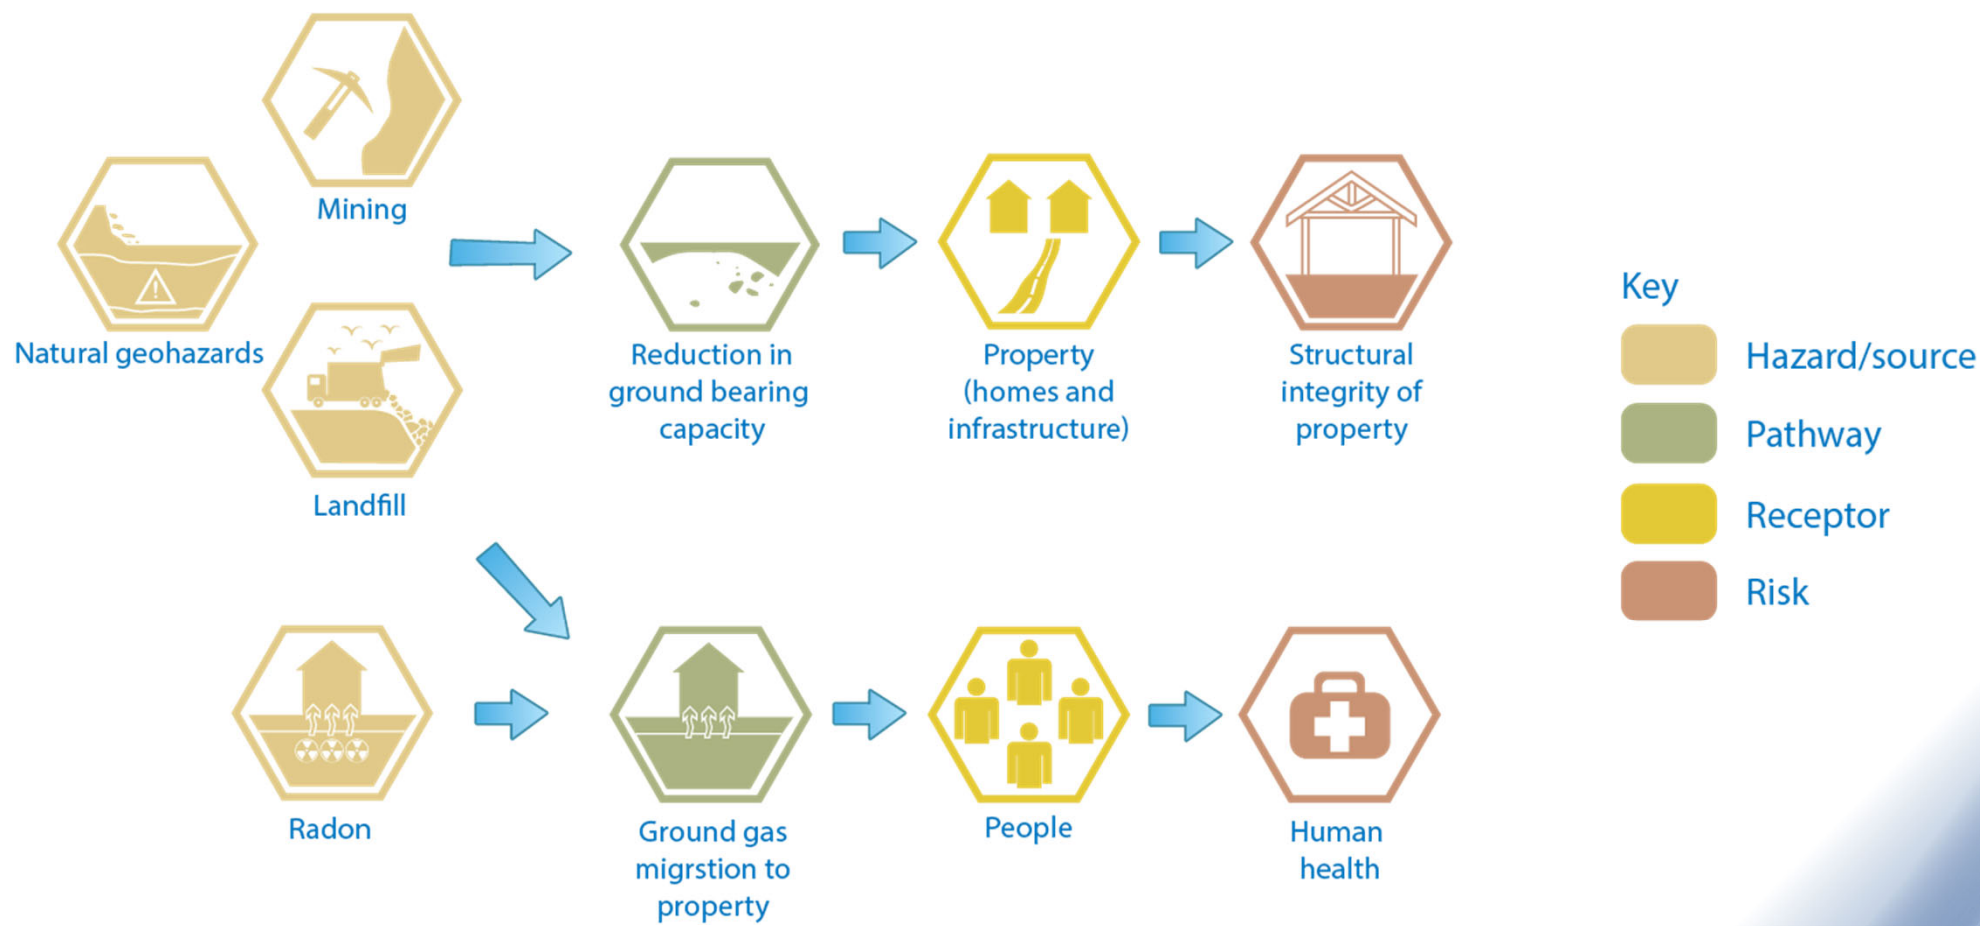 Mining
Natural geohazards
Landfill
Reduction in
ground bearing
capacity
Property
(homes and
infrastructure)
Structural
integrity of
property
Radon
Ground gas
migrstion to
property
People
Human
health
Key
Hazard/source
Pathway
Receptor
Risk